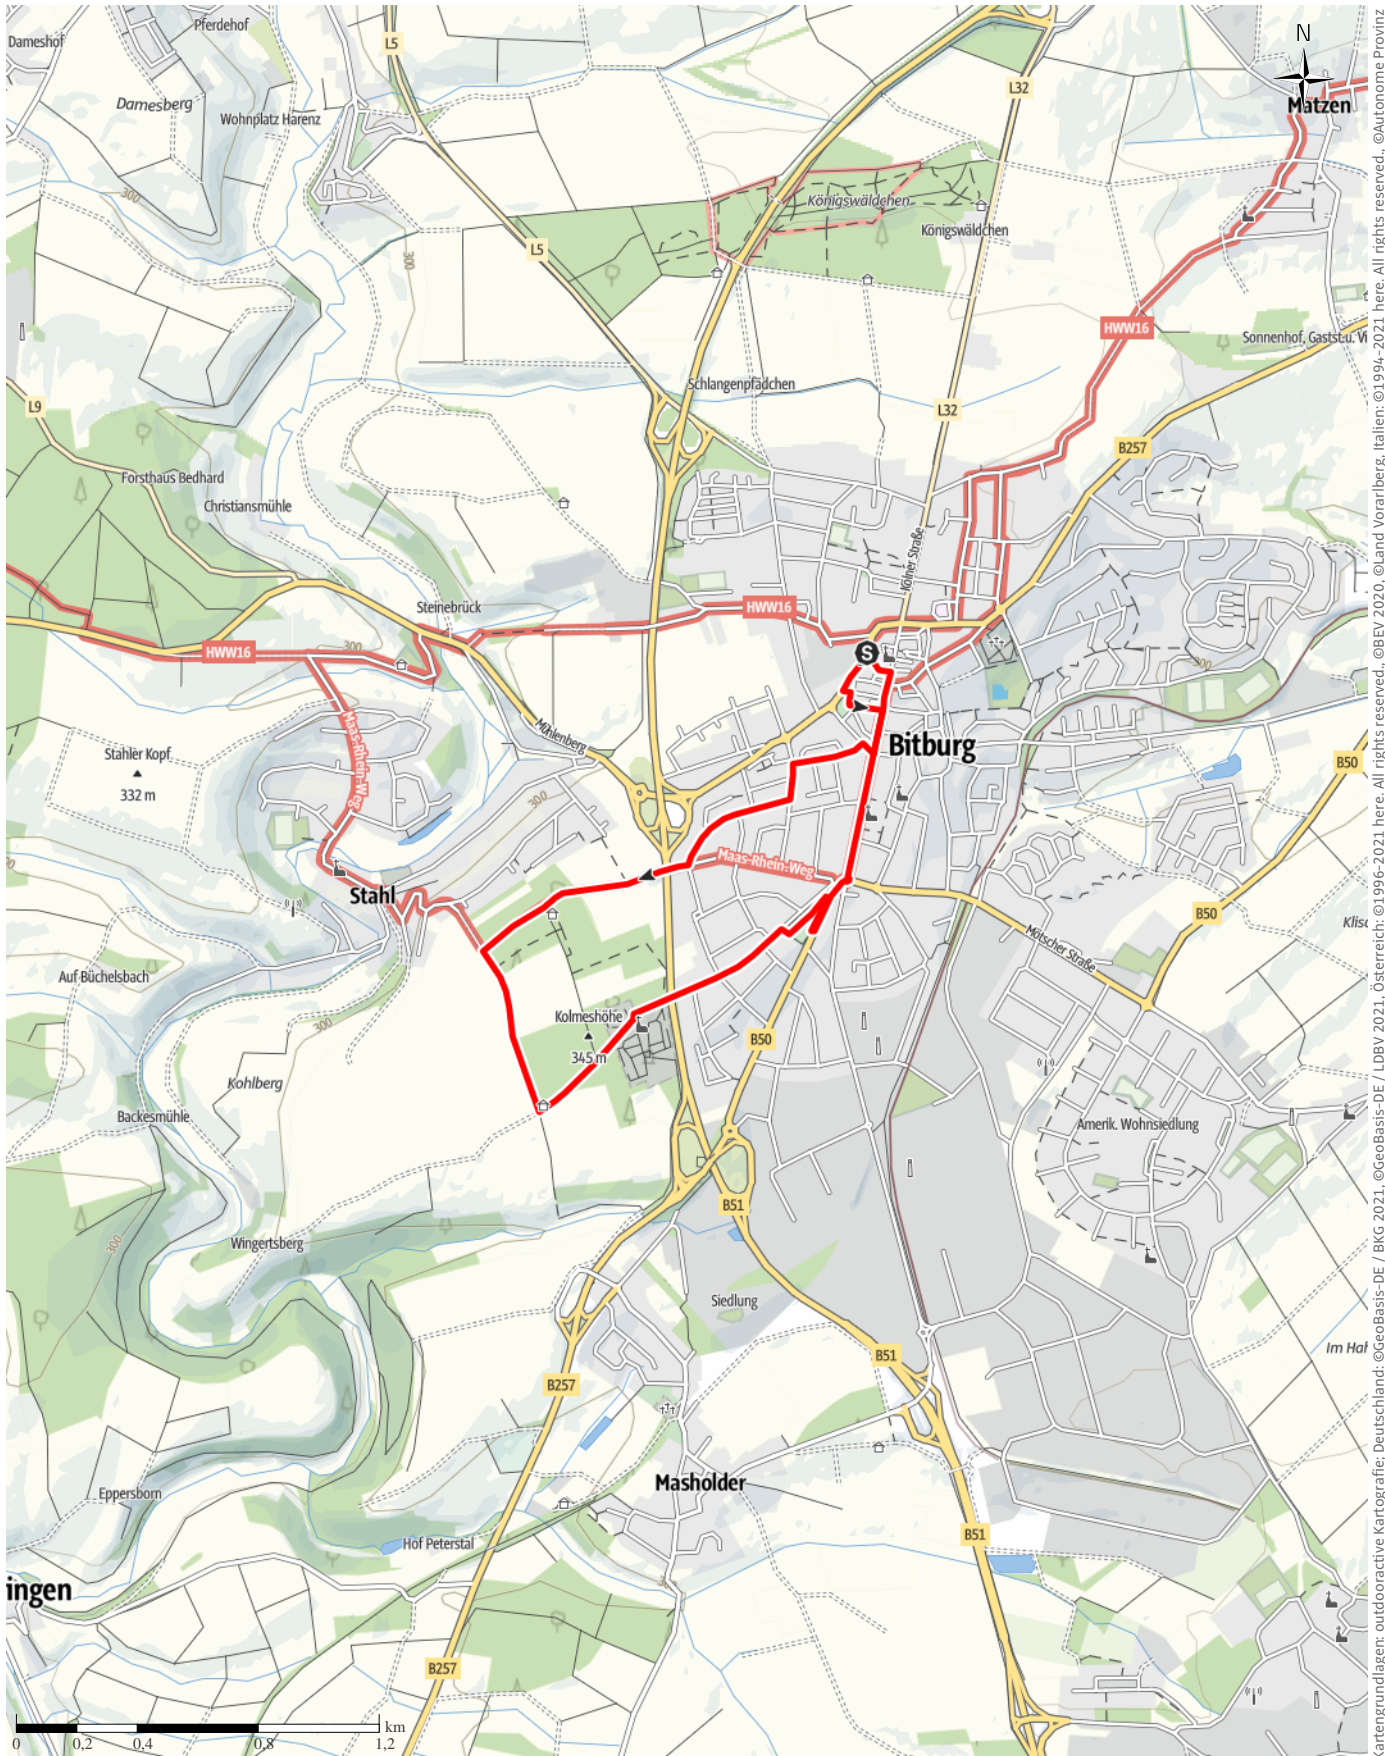 Pferdehof
Dameshof
L5
N
Damesberg
Wohnplatz Harenz
L32
Matzen
300
Königswäldchen
Königswäldchen
L5
300
HWW16
Sonnenhof, Gastst.u. Vi
Schlangenpfädchen
L9
L32
B257
Forsthaus Bedhard
Christiansmühle
Kölner Straße
Steinebrück
HWW16
HWW16
300
S
300
Maas-Rhein-Weg
Mühlenberg
Bitburg
Stahler Kopf
332 m
B50
300
Maas-Rhein-Weg
Stahl
B50
Mötscher Straße
Auf Büchelsbach
Kolmeshöhe
345 m
300
B50
Kohlberg
Backesmühle
Amerik. Wohnsiedlung
B51
300
Wingertsberg
Siedlung
B51
Im Hah
B257
Masholder
Eppersborn
B51
Hof Peterstal
ingen
B257
km
0
0,2
0,4
0,8
1,2
artengrundlagen: outdooractive Kartografie; Deutschland: ©GeoBasis-DE / BKG 2021, ©GeoBasis-DE / LDBV 2021, Österreich: ©1996-2021 here. All rights reserved., ©BEV 2020, ©Land Vorarlberg, Italien: ©1994-2021 here. All rights reserved., ©Autonome Provinz